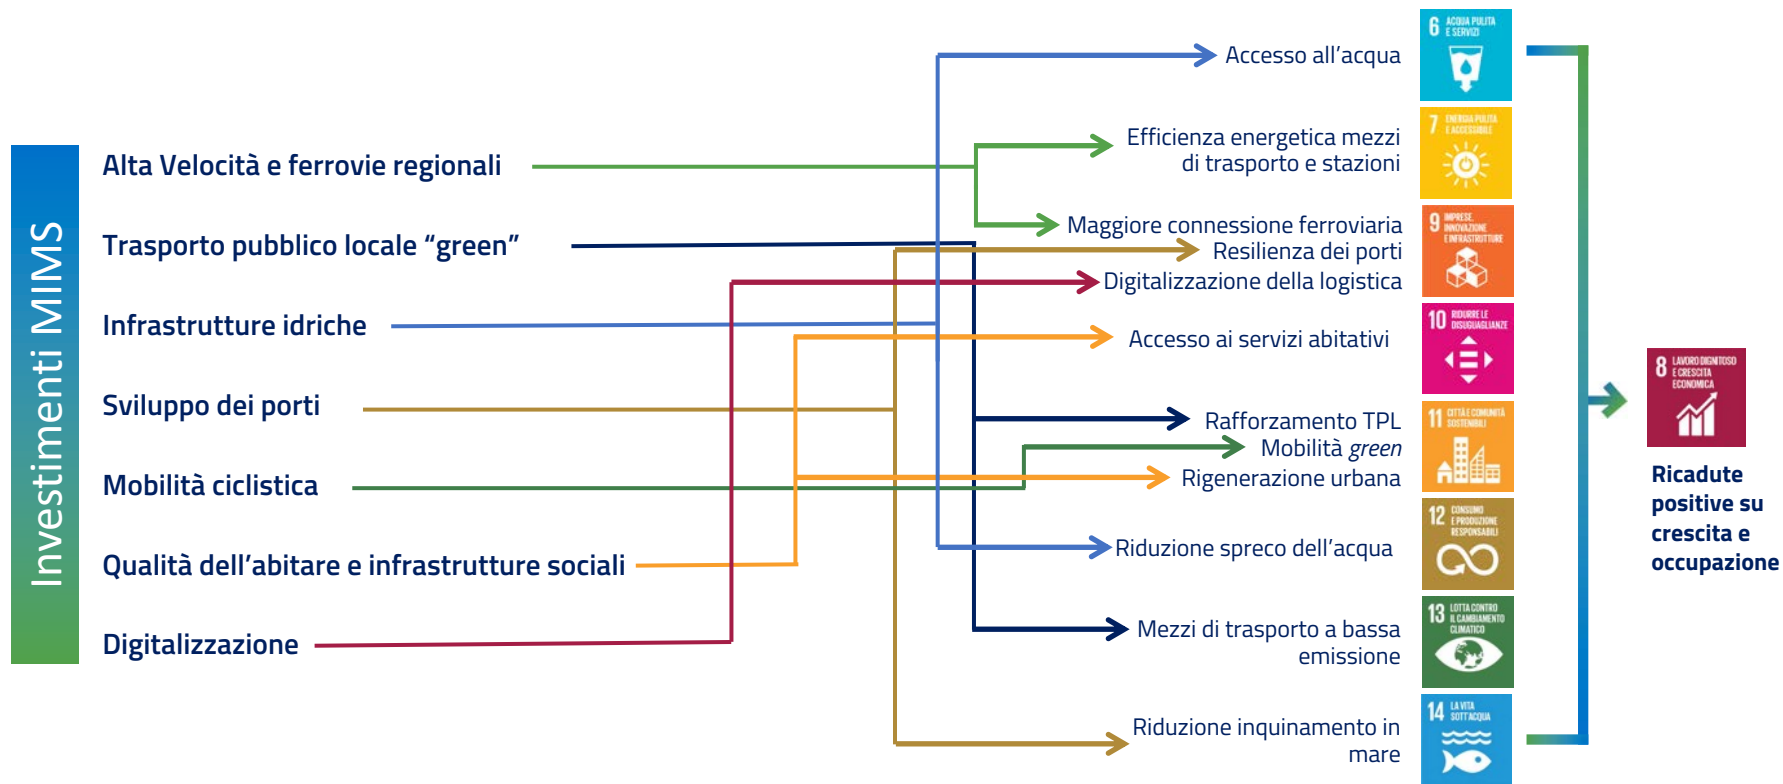 Investimenti MIMS
Alta Velocità e ferrovie regionali
Trasporto pubblico locale “green”
Infrastrutture idriche
Sviluppo dei porti
Mobilità ciclistica
Qualità dell’abitare e infrastrutture sociali
Digitalizzazione
Accesso all’acqua
Efficienza energetica mezzi
di trasporto e stazioni
Maggiore connessione ferroviaria
Resilienza dei porti
Digitalizzazione della logistica
Accesso ai servizi abitativi
Rafforzamento TPL
Mobilità green
Rigenerazione urbana
Riduzione spreco dell’acqua
Mezzi di trasporto a bassa
emissione
Riduzione inquinamento in
mare
6 ACQUA PULITA
E SERVIZI
7 ENERGIA PULITA
E ACCESSIBILE
9 IMPRESE,
INNOVAZIONE
E INFRASTRUTTURE
10 RIDURRE LE
DISUGUAGLIANZE
11 CITTÀ E COMUNITÀ
SOSTENIBILI
12 CONSUMO
E PRODUZIONE
RESPONSABILI
13 LOTTA CONTRO
IL CAMBIAMENTO
CLIMATICO
14 LA VITA
SOTT'ACQUA
8 LAVORO DIGNITOSO
E CRESCITA
ECONOMICA
Ricadute
positive su
crescita e
occupazione